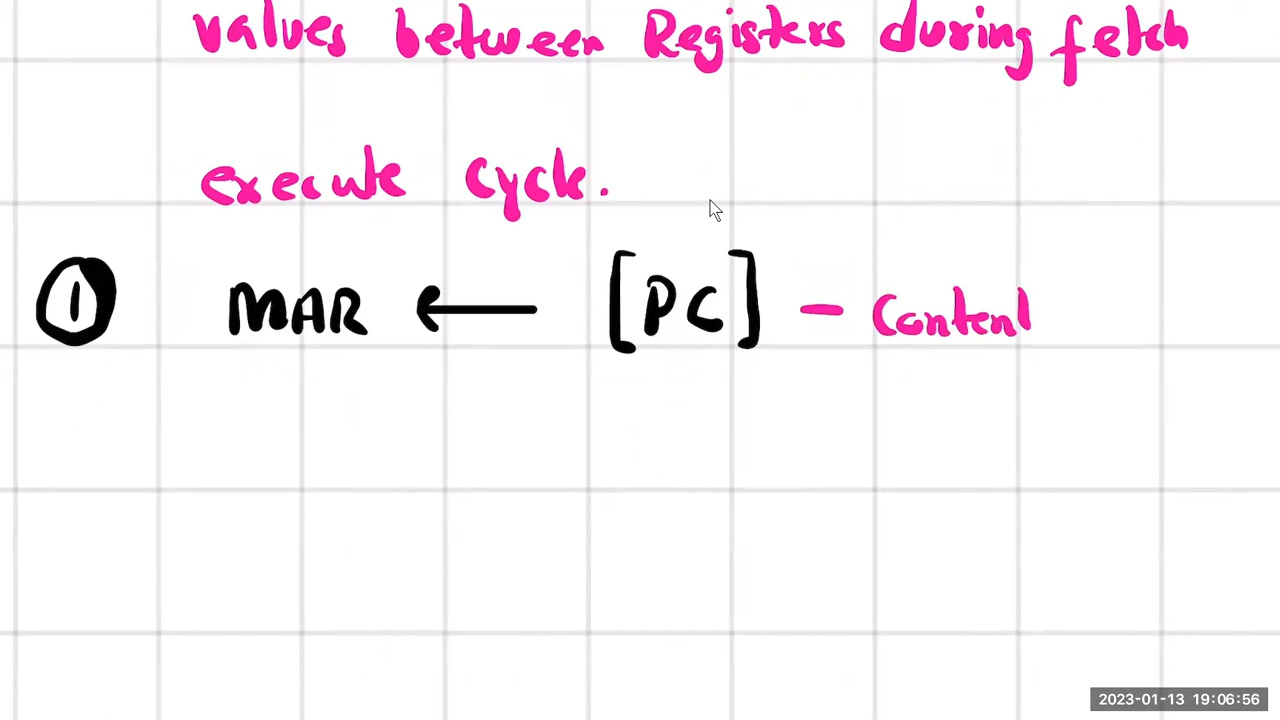 values between Registers during fetch
execute cycle.
① MAR ← [PC] - Content
2023-01-13 19:06:56